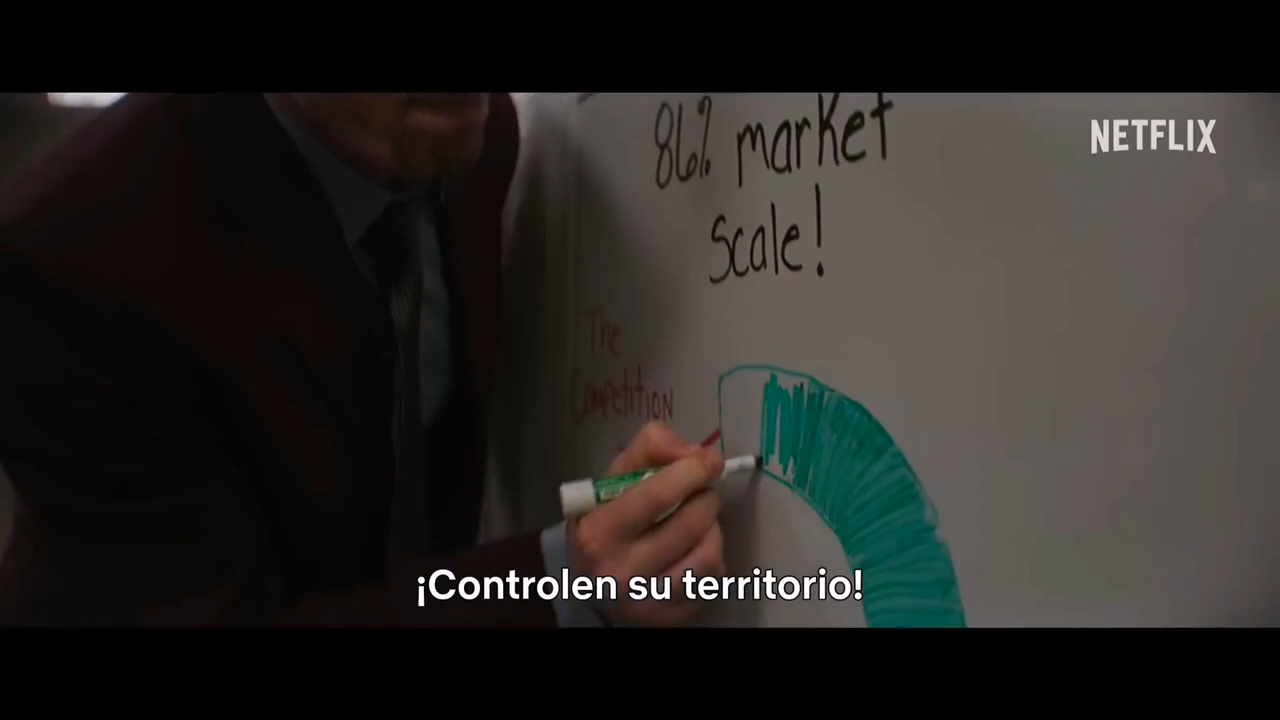 86% market
NETFLIX
Scale!
The
Competition
¡Controlen su territorio!